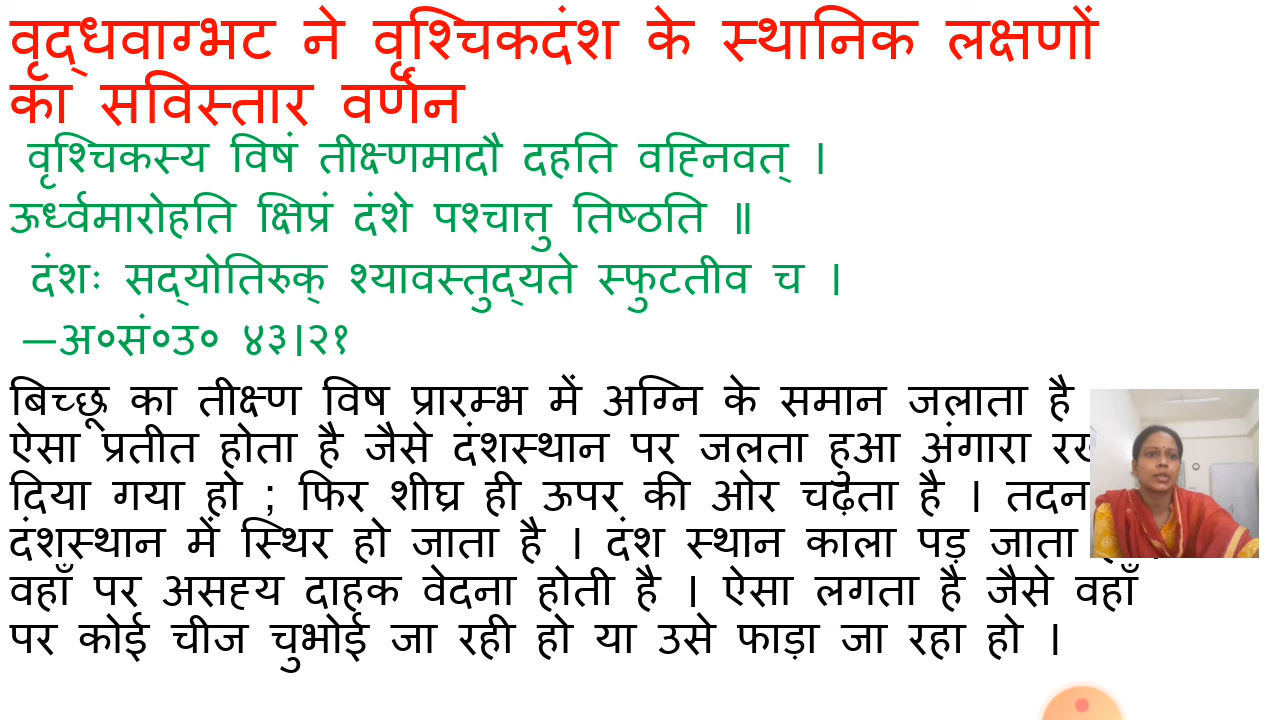 वृद्धवाग्भट ने वृश्चिकदंश के स्थानिक लक्षणों
का सविस्तार वर्णन
वृश्चिकस्य विषं तीक्ष्णमादौ दहति वह्निवत् ।
ऊर्ध्वमारोहति क्षिप्रं दंशे पश्चात्तु तिष्ठति ॥
दंशः सद्योतिरुक् श्यावस्तुद्यते स्फुटतीव च ।
—अ०सं०उ० ४३।२१
बिच्छू का तीक्ष्ण विष प्रारम्भ में अग्नि के समान जलाता है
ऐसा प्रतीत होता है जैसे दंशस्थान पर जलता हुआ अंगारा
दिया गया हो ; फिर शीघ्र ही ऊपर की ओर चढ़ता है ।
दंशस्थान में स्थिर हो जाता है । दंश स्थान काला पड़ जाता
वहाँ पर असह्य दाहक वेदना होती है । ऐसा लगता है जैसे वहाँ
पर कोई चीज चुभोई जा रही हो या उसे फाड़ा जा रहा हो ।